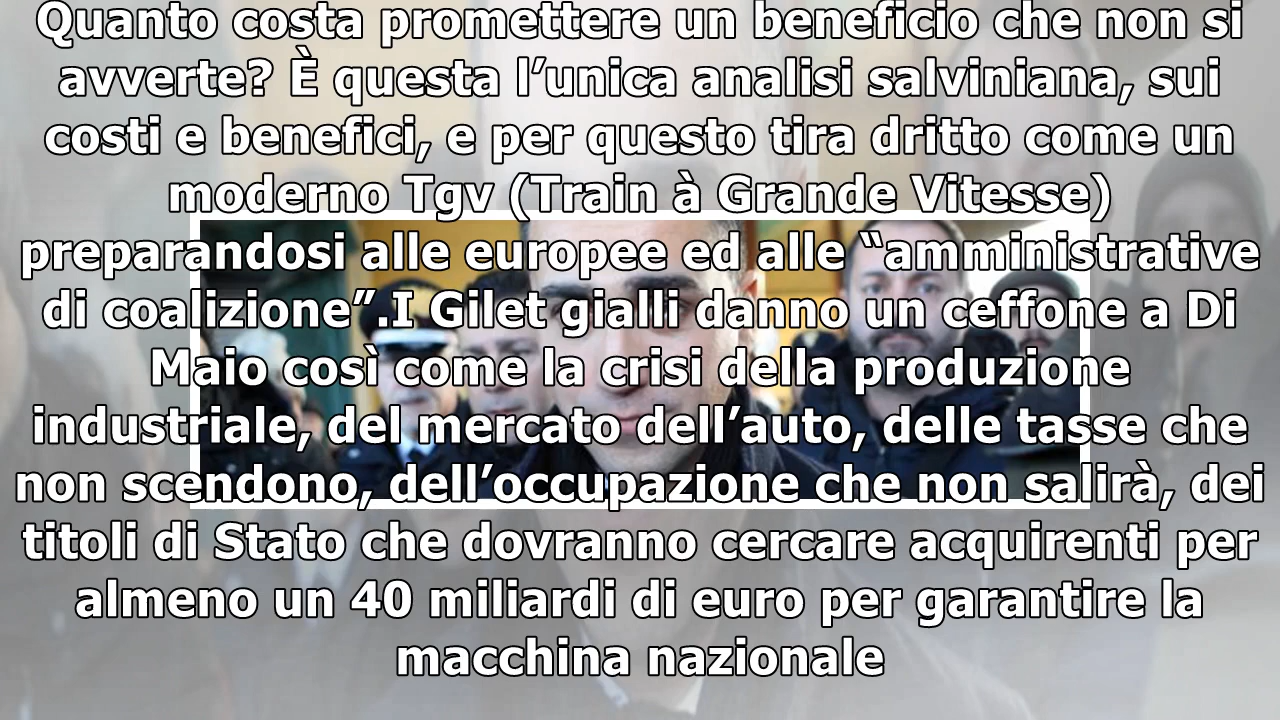 Quanto costa promettere un beneficio che non si
avverte? È questa l’unica analisi salviniana, sui
costi e benefici, e per questo tira dritto come un
moderno Tgv (Train à Grande Vitesse)
preparandosi alle europee ed alle “amministrative
di coalizione”.I Gilet gialli danno un ceffone a Di
Maio così come la crisi della produzione
industriale, del mercato dell’auto, delle tasse che
non scendono, dell’occupazione che non salirà, dei
titoli di Stato che dovranno cercare acquirenti per
almeno un 40 miliardi di euro per garantire la
macchina nazionale